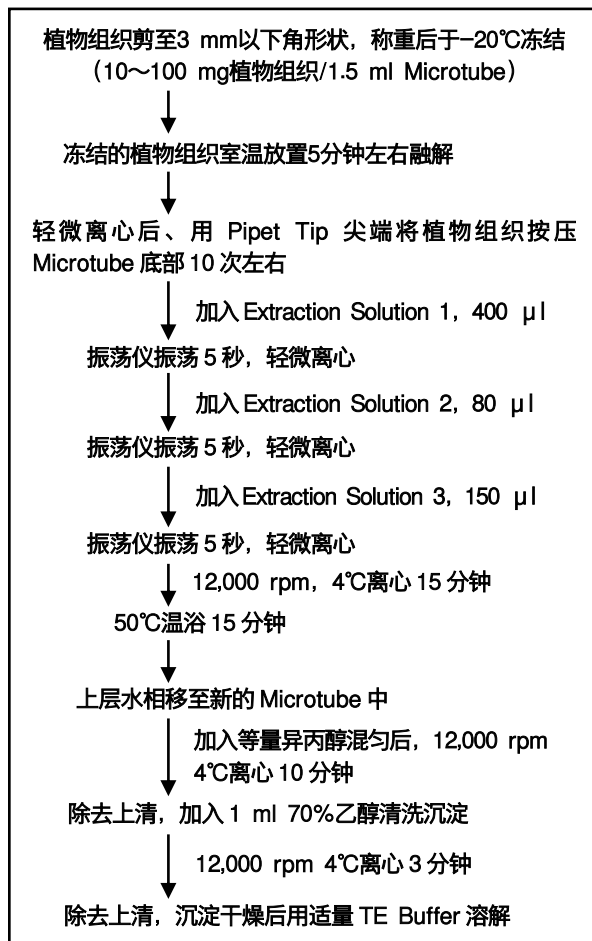 植物组织剪至3 mm以下角形状，称重后于-20℃冻结
（10～100 mg植物组织/1.5 ml Microtube）
冻结的植物组织室温放置5分钟左右融解
轻微离心后、用 Pipet Tip 尖端将植物组织按压
Microtube 底部 10 次左右
加入 Extraction Solution 1，400 μl
振荡仪振荡 5 秒，轻微离心
加入 Extraction Solution 2，80 μl
振荡仪振荡 5 秒，轻微离心
加入 Extraction Solution 3，150 μl
振荡仪振荡 5 秒，轻微离心
12,000 rpm，4℃离心 15 分钟
50℃温浴 15 分钟
上层水相移至新的 Microtube 中
加入等量异丙醇混匀后，12,000 rpm
4℃离心 10 分钟
除去上清，加入 1 ml 70%乙醇清洗沉淀
12,000 rpm 4℃离心 3 分钟
除去上清，沉淀干燥后用适量 TE Buffer 溶解